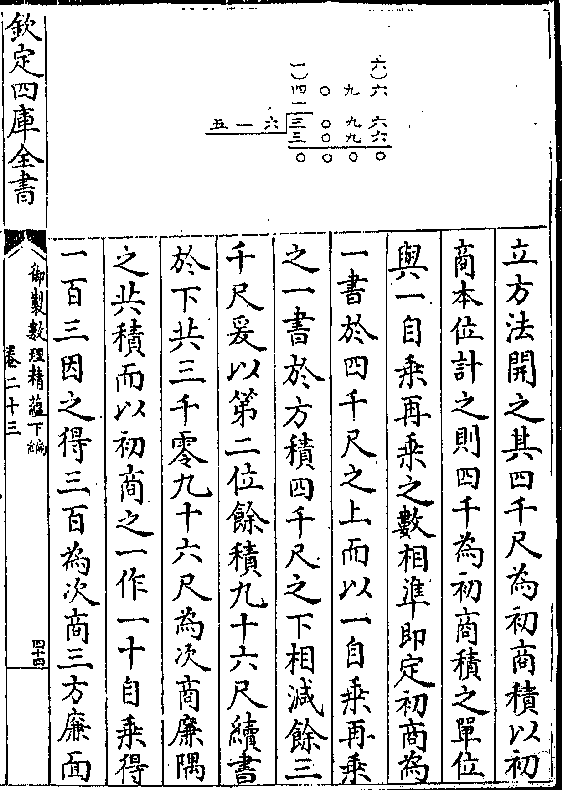 一 六
四○九六
一
五一六 三○九六
三○九六
○○○○
立方法開之其四千尺為初商積以初
商本位計之則四千為初商積之單位
與一自乘再乘之數相準即定初商為
一書於四千尺之上而以一自乘再乘
之一書於方積四千尺之下相減餘三
千尺爰以第二位餘積九十六尺續書
於下共三千零九十六尺為次商廉隅
之共積而以初商之一作一十自乘得
一百三因之得三百為次商三方廉面
欽定四庫全書
御製數理精蘊下編
卷二十三
四十四